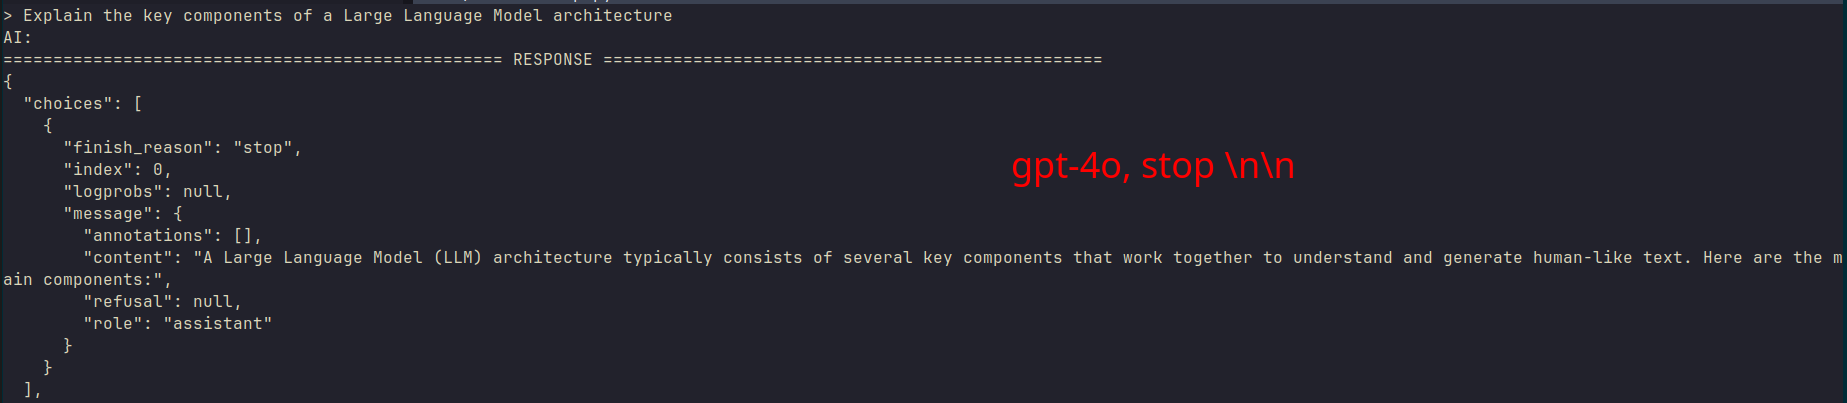 > Explain the key components of a Large Language Model architecture
AI:
================================================== RESPONSE ==================================================
{
  "choices": [
    {
      "finish_reason": "stop",
      "index": 0,
      "logprobs": null,
      "message": {
        "annotations": [],
        "content": "A Large Language Model (LLM) architecture typically consists of several key components that work together to understand and generate human-like text. Here are the m
ain components:",
        "refusal": null,
        "role": "assistant"
      }
    }
  ],
gpt-4o, stop \n\n